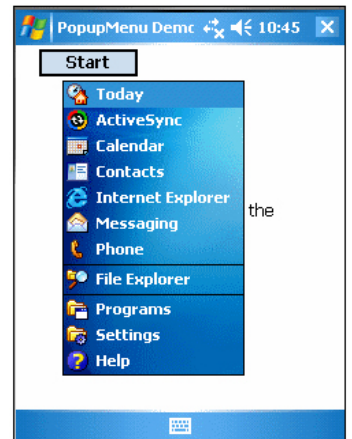 PopupMenu Demo 10:45
Start
Today
ActiveSync
Calendar
Contacts
Internet Explorer
the
Messaging
Phone
File Explorer
Programs
Settings
Help